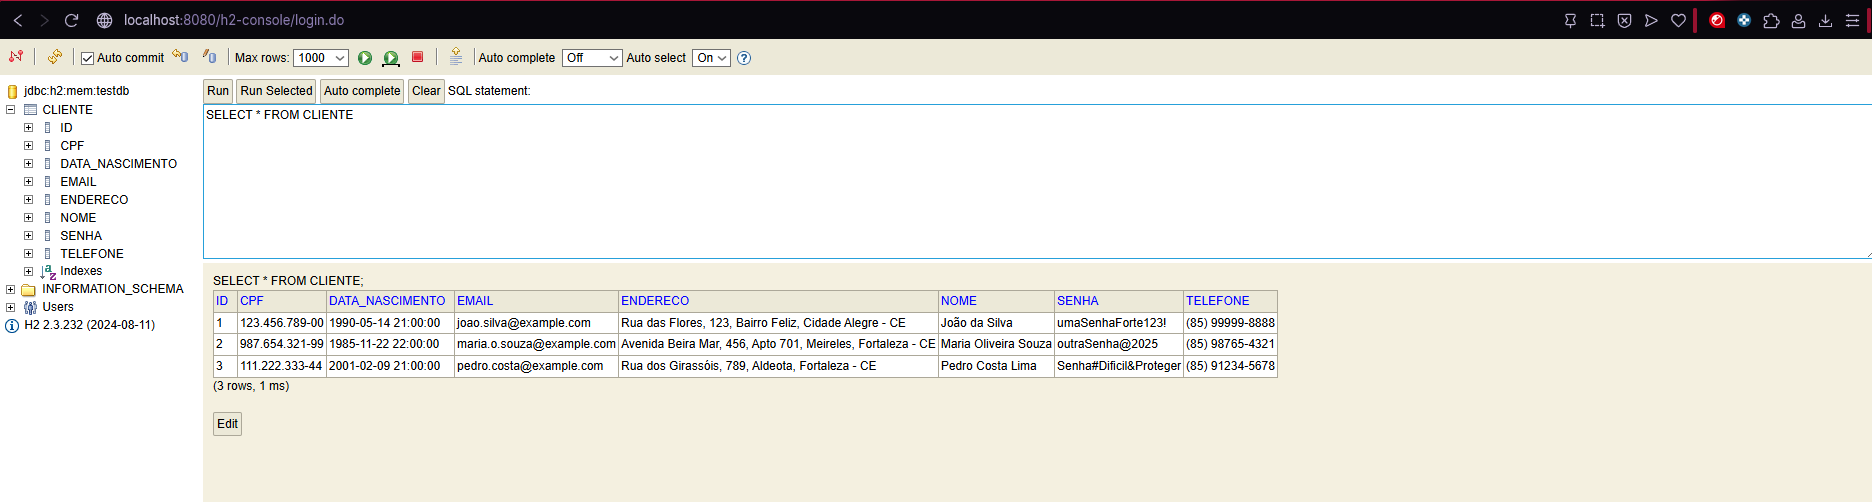 localhost:8080/h2-console/login.do
Auto commit Max rows: 1000 Auto complete Off Auto select On ?
jdbc:h2:mem:testdb
CLIENTE
ID
CPF
DATA_NASCIMENTO
EMAIL
ENDERECO
NOME
SENHA
TELEFONE
Indexes
INFORMATION_SCHEMA
Users
H2 2.3.232 (2024-08-11)
Run Run Selected Auto complete Clear SQL statement:
SELECT * FROM CLIENTE
SELECT * FROM CLIENTE;
ID CPF DATA_NASCIMENTO EMAIL ENDERECO NOME SENHA TELEFONE
1 123.456.789-00 1990-05-14 21:00:00 joao.silva@example.com Rua das Flores, 123, Bairro Feliz, Cidade Alegre - CE João da Silva umaSenhaForte123! (85) 99999-8888
2 987.654.321-99 1985-11-22 22:00:00 maria.o.souza@example.com Avenida Beira Mar, 456, Apto 701, Meireles, Fortaleza - CE Maria Oliveira Souza outraSenha@2025 (85) 98765-4321
3 111.222.333-44 2001-02-09 21:00:00 pedro.costa@example.com Rua dos Girassóis, 789, Aldeota, Fortaleza - CE Pedro Costa Lima Senha#Dificil&Proteger (85) 91234-5678
(3 rows, 1 ms)
Edit